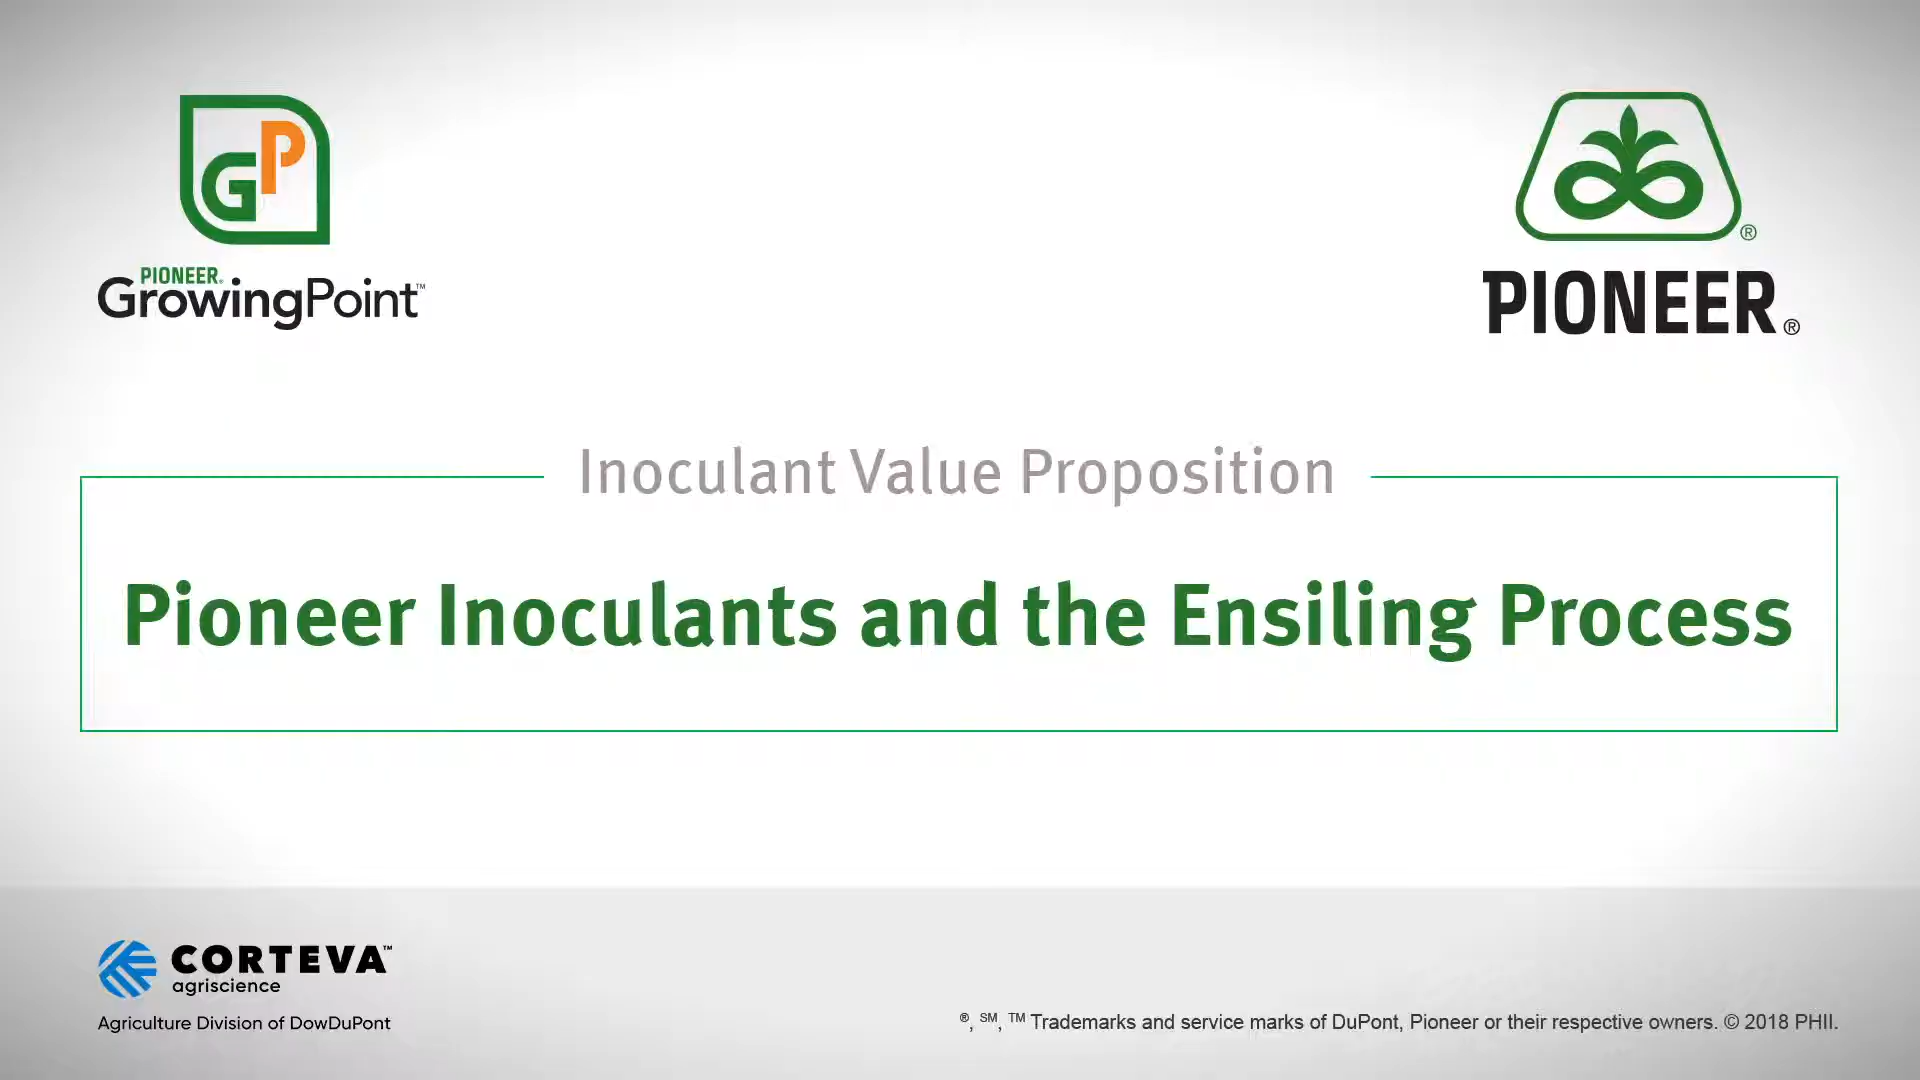 GP
PIONEER®
GrowingPoint™
®
PIONEER®
Inoculant Value Proposition
Pioneer Inoculants and the Ensiling Process
CORTEVA™
agriscience
Agriculture Division of DowDuPont
®, SM, TM Trademarks and service marks of DuPont, Pioneer or their respective owners. © 2018 PHII.